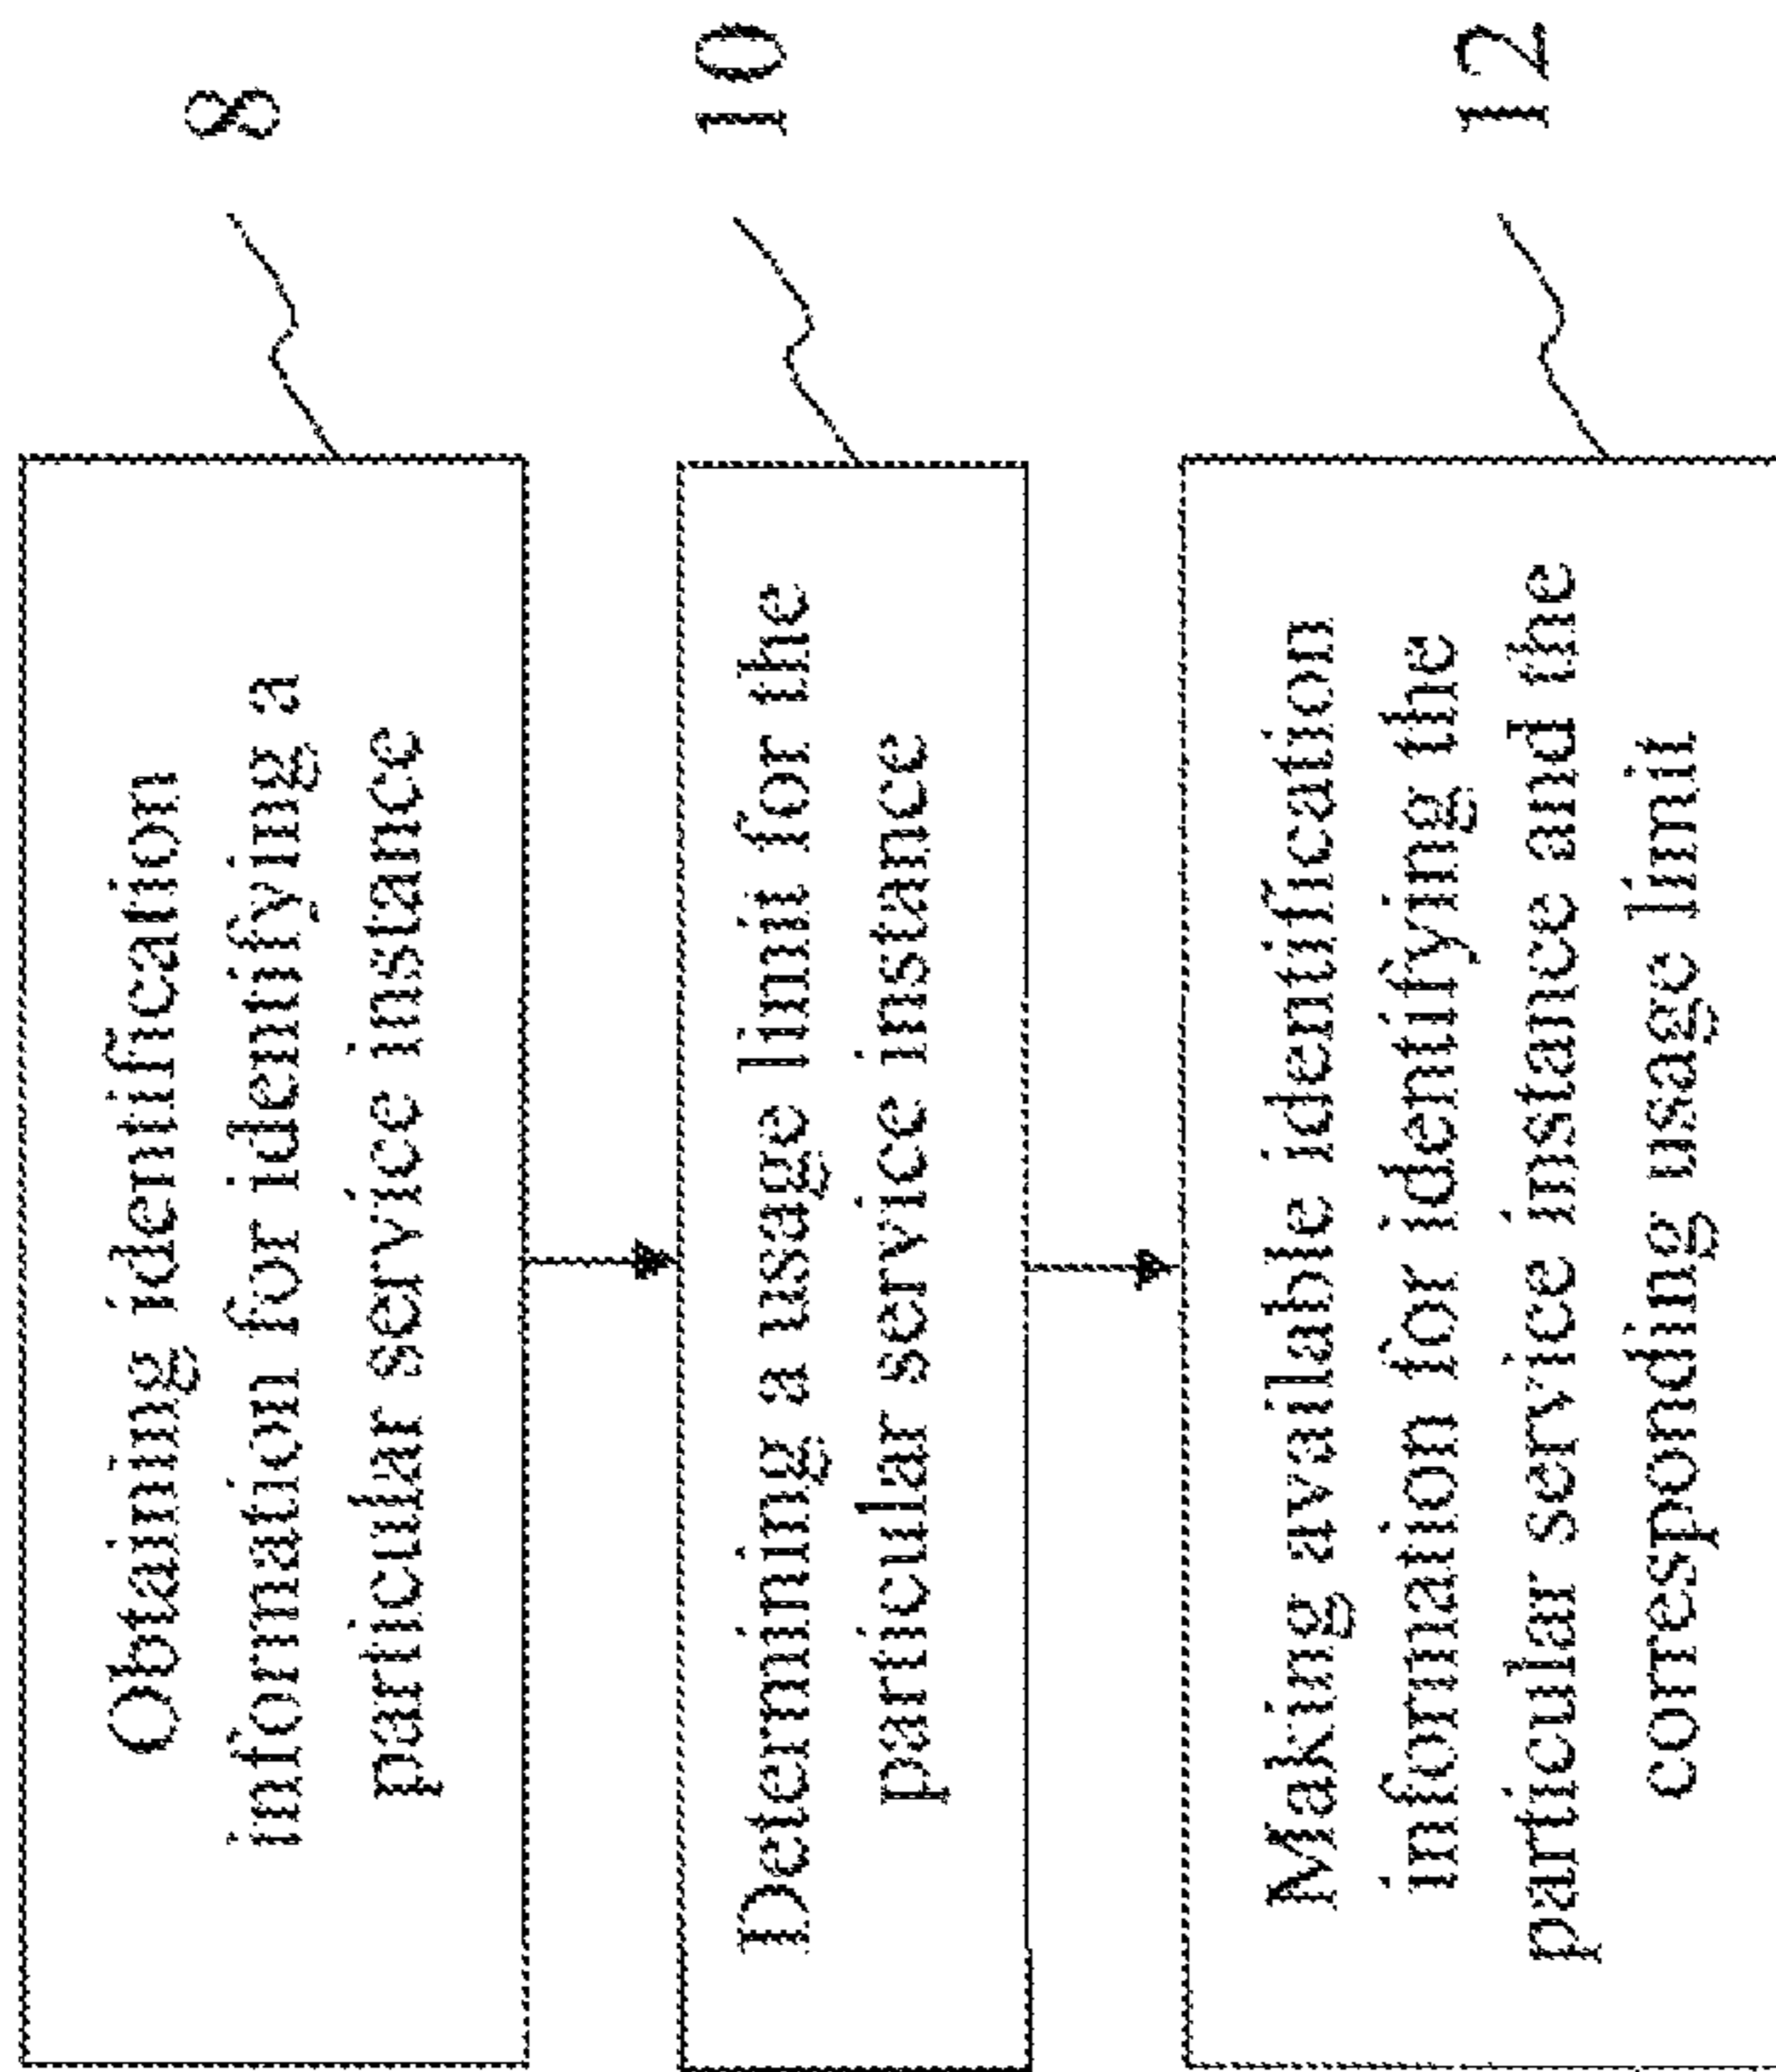 Obtaining identification
information for identifying a
particular service instance
8
Determining a usage limit for the
particular service instance
10
Making available identification
information for identifying the
particular service instance and the
corresponding usage limit
12